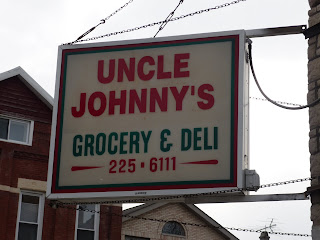 UNCLE
JOHNNY'S
GROCERY & DELI
225•6111